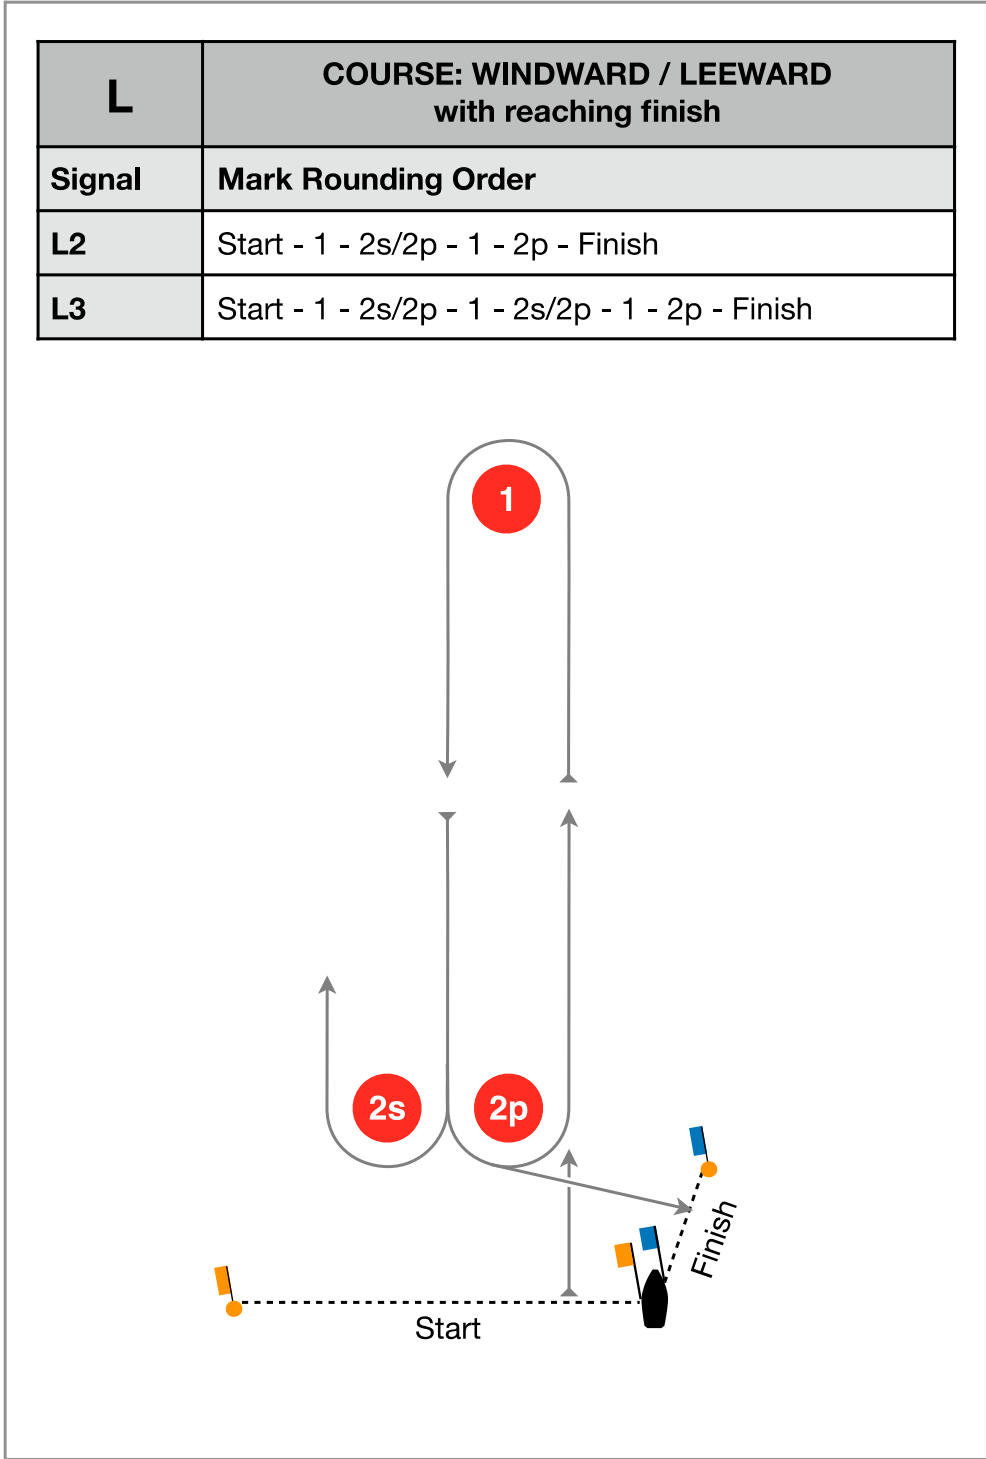 L
COURSE: WINDWARD / LEEWARD
with reaching finish
Signal
Mark Rounding Order
L2
Start - 1 - 2s/2p - 1 - 2p - Finish
L3
Start - 1 - 2s/2p - 1 - 2s/2p - 1 - 2p - Finish
1
2s
2p
Finish
Start